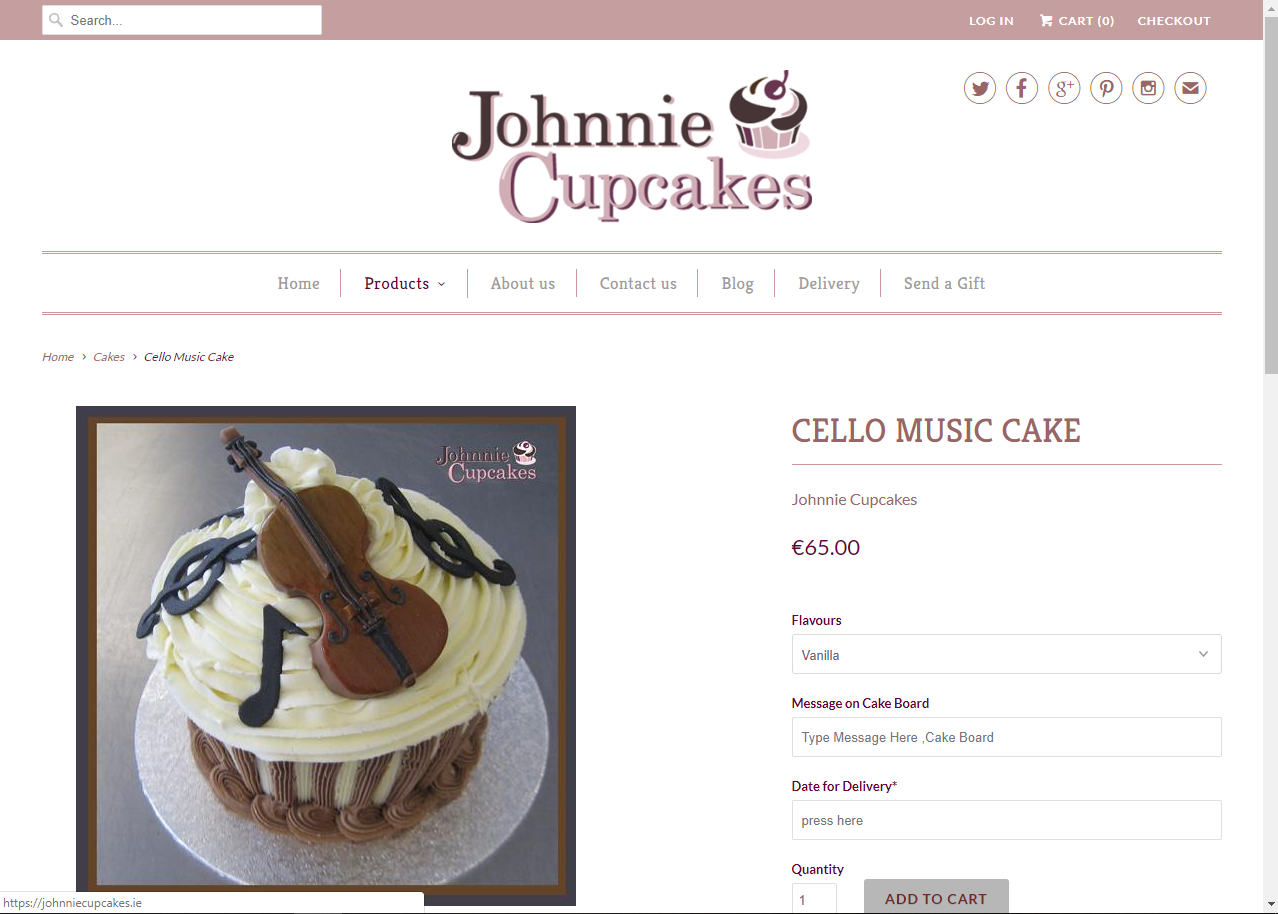 Search...
LOG IN
CART (0)
CHECKOUT
Johnnie
Cupcakes
Home
Products
About us
Contact us
Blog
Delivery
Send a Gift
Home › Cakes › Cello Music Cake
Johnnie
Cupcakes
CELLO MUSIC CAKE
Johnnie Cupcakes
€65.00
Flavours
Vanilla
Message on Cake Board
Type Message Here ,Cake Board
Date for Delivery*
press here
Quantity
1
ADD TO CART
https://johnniecupcakes.ie